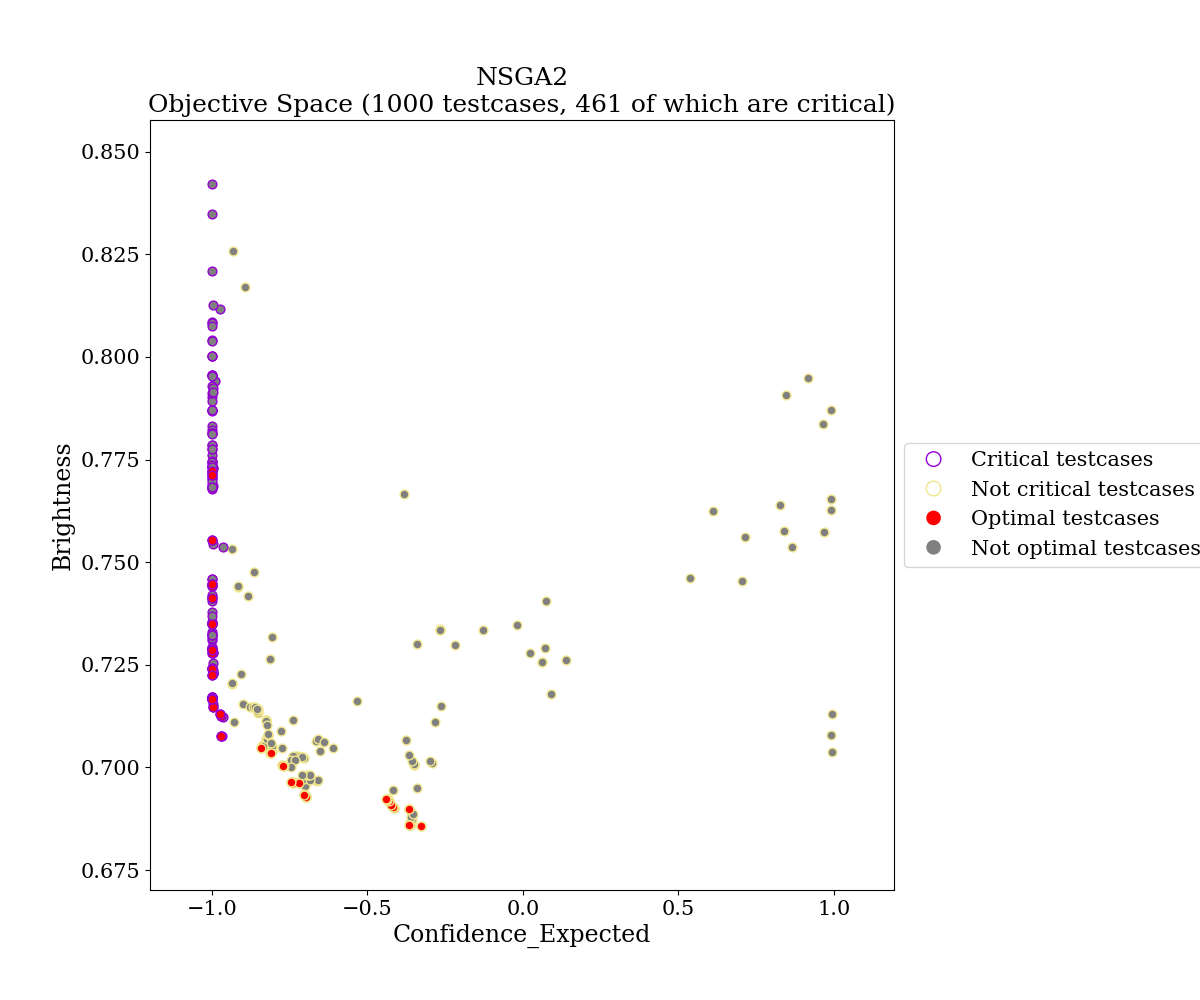 NSGA2
Objective Space (1000 testcases, 461 of which are critical)
0.850
0.825
0.800
0.775
0.750
0.725
0.700
0.675
Brightness
−1.0
−0.5
0.0
0.5
1.0
Confidence_Expected
Critical testcases
Not critical testcases
Optimal testcases
Not optimal testcases